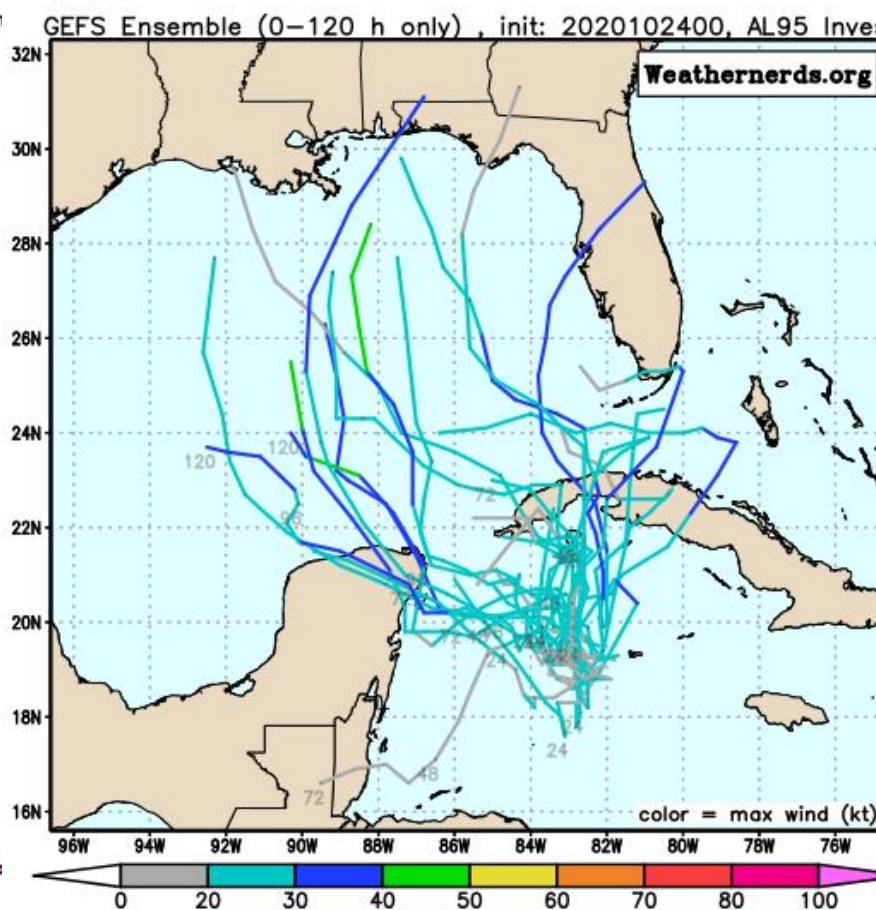 GEFS Ensemble (0-120 h only) , init: 2020102400, AL95 Inves
Weathernerds.org
32N
30N
28N
26N
24N
22N
20N
18N
16N
120
120
72
96
72
24
24
24
48
72
color = max wind (kt)
96W 94W 92W 90W 88W 86W 84W 82W 80W 78W 76W
0 20 30 40 50 60 70 80 100